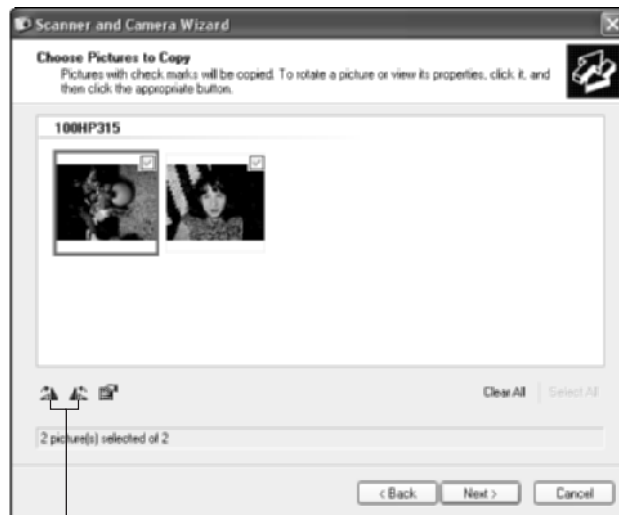 Scanner and Camera Wizard
Choose Pictures to Copy
Pictures with check marks will be copied. To rotate a picture or view its properties, click it, and
then click the appropriate button.
100HP315
Clear All
Select All
2 picture(s) selected of 2
< Back
Next >
Cancel